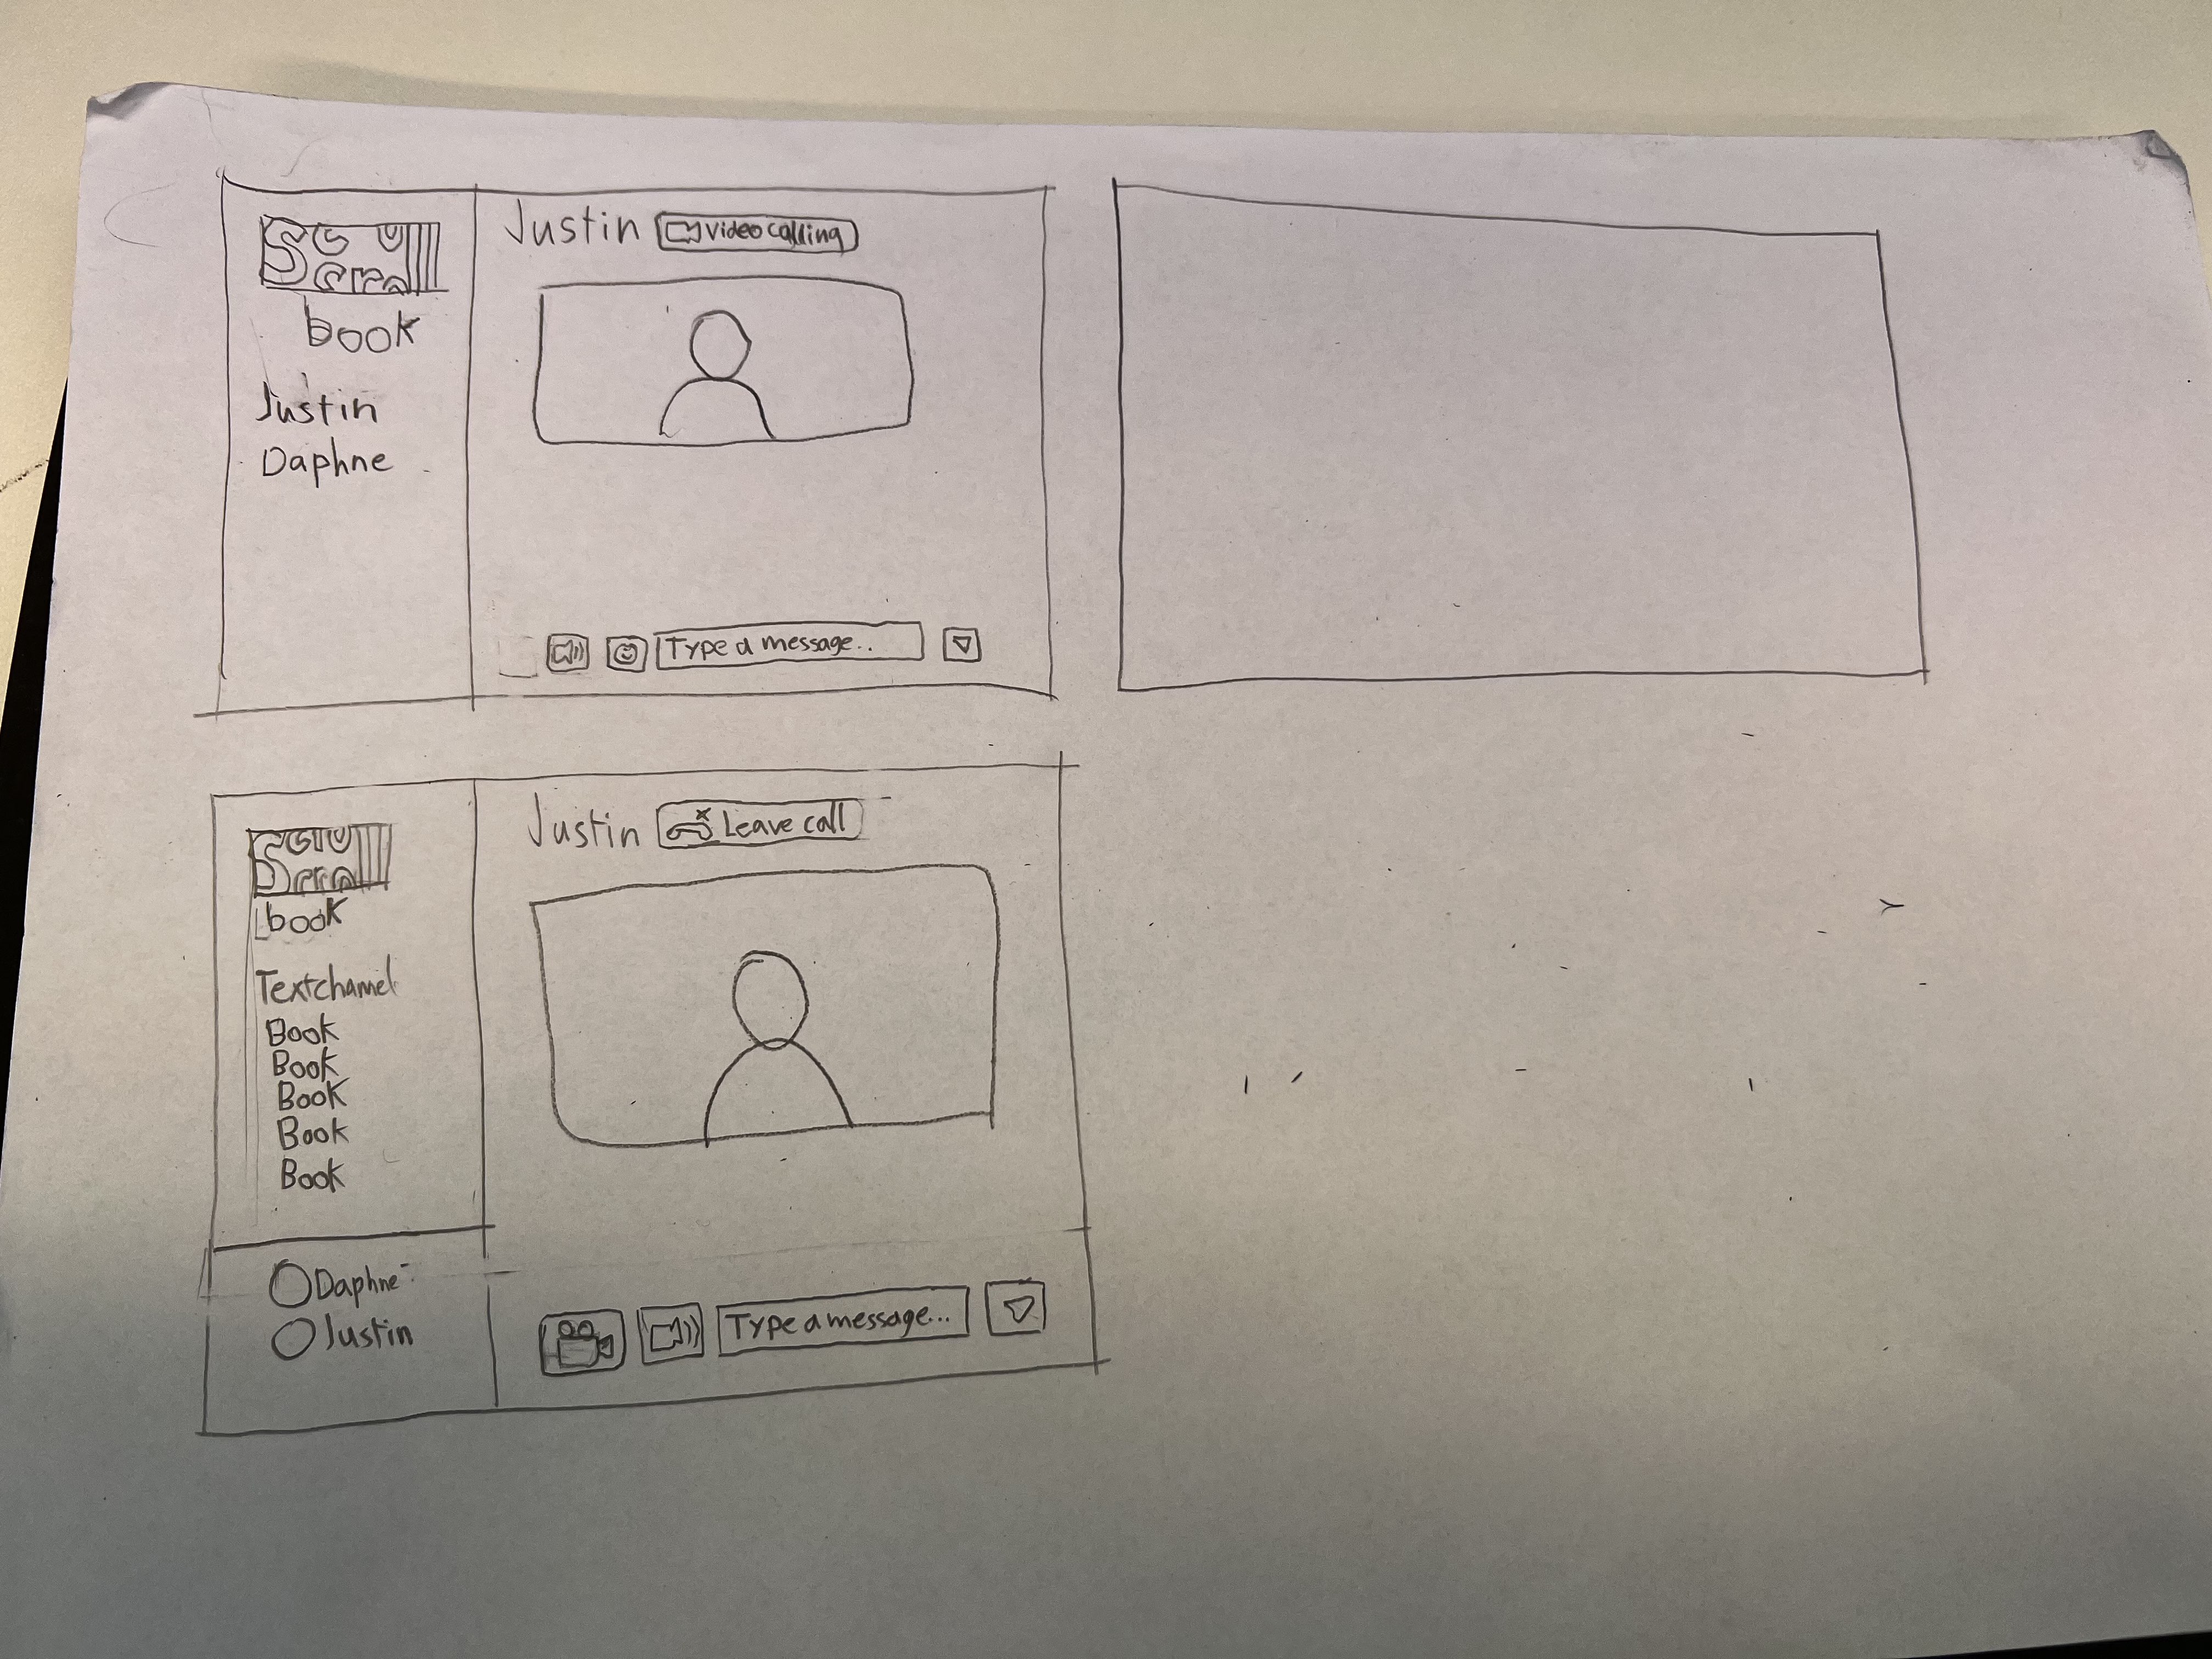 Scroll
book
Justin
Daphne
Justin
Video calling
Type a message..
Scroll
book
Textchannel
Book
Book
Book
Book
Book
Daphne
Justin
Justin
Leave call
Type a message...